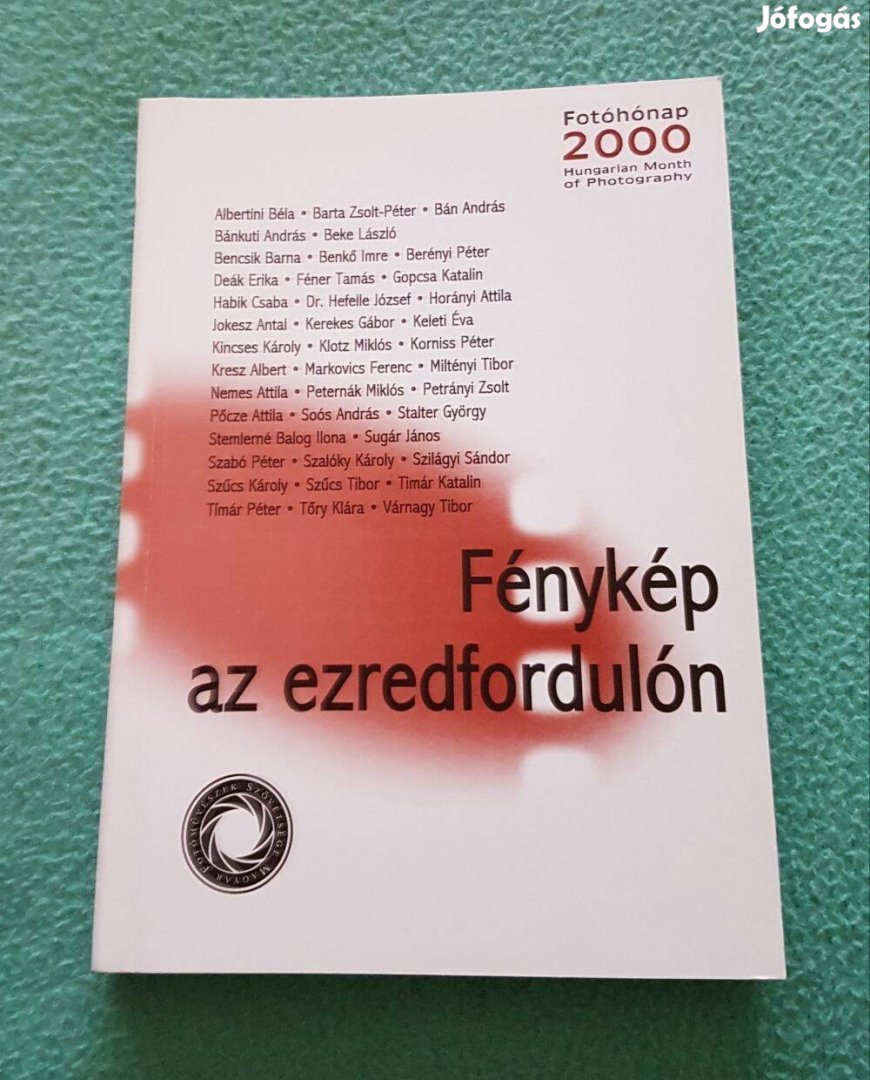 Jófogás
Fotóhónap
2000
Hungarian Month
of Photography
Albertini Béla • Barta Zsolt-Péter • Bán András
Bánkuti András • Beke László
Bencsik Barna • Benkő Imre • Berényi Péter
Deák Erika • Féner Tamás • Gopcsa Katalin
Habik Csaba • Dr. Hefelle József • Horányi Attila
Jokesz Antal • Kerekes Gábor • Keleti Éva
Kincses Károly • Klotz Miklós • Korniss Péter
Kresz Albert • Markovics Ferenc • Miltényi Tibor
Nemes Attila • Peternák Miklós • Petrányi Zsolt
Pőcze Attila • Soós András • Stalter György
Stemlerné Balog Ilona • Sugár János
Szabó Péter • Szalóky Károly • Szilágyi Sándor
Szűcs Károly • Szűcs Tibor • Timár Katalin
Tímár Péter • Tőry Klára • Várnagy Tibor
Fénykép
az ezredfordulón
MAGYAR FOTÓMŰVÉSZEK SZÖVETSÉGE